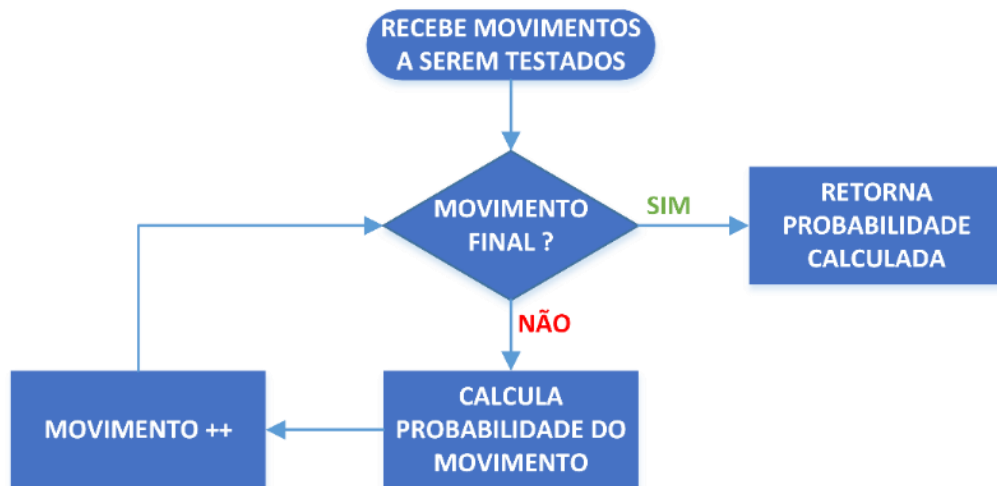 RECEBE MOVIMENTOS
A SEREM TESTADOS
MOVIMENTO
FINAL ?
SIM
RETORNA
PROBABILIDADE
CALCULADA
NÃO
CALCULA
PROBABILIDADE DO
MOVIMENTO
MOVIMENTO ++